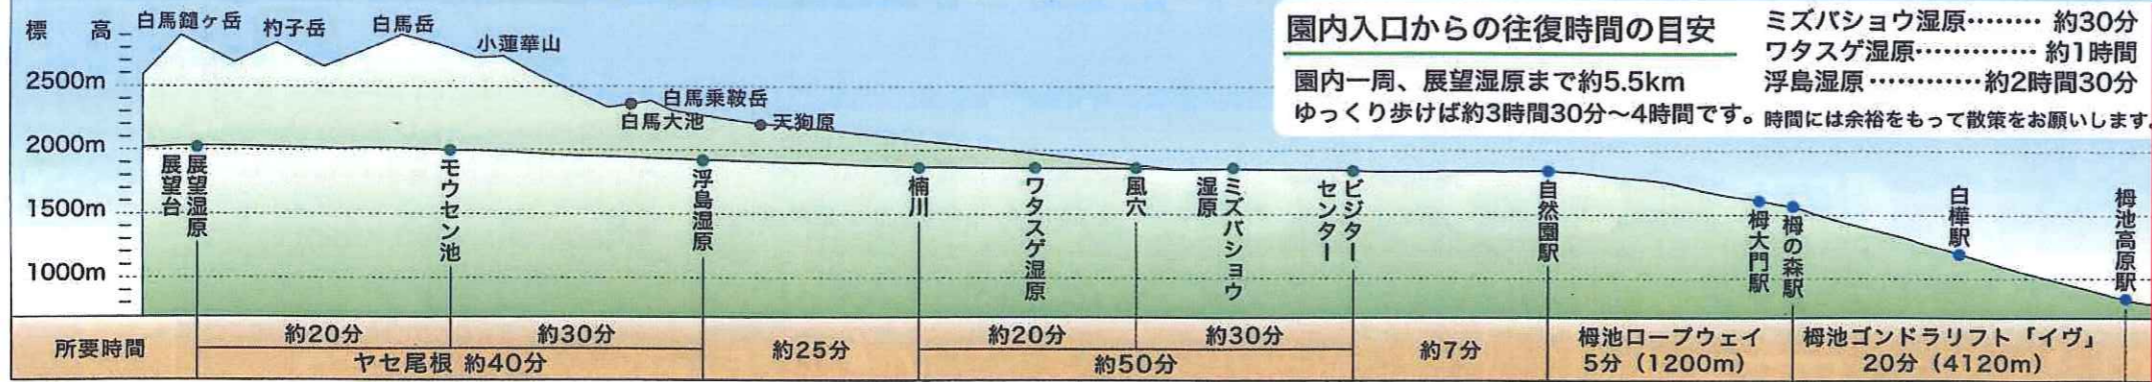 標 高
白馬鑓ヶ岳
杓子岳
白馬岳
小蓮華山
白馬乗鞍岳
白馬大池
天狗原
2500m
2000m
1500m
1000m
園内入口からの往復時間の目安
園内一周、展望湿原まで約5.5km
ゆっくり歩けば約3時間30分～4時間です。
ミズバショウ湿原……… 約30分
ワタスゲ湿原…………… 約1時間
浮島湿原 …………約2時間30分
時間には余裕をもって散策をお願いします。
展望湿原
展望台
モウセン池
浮島湿原
楠川
ワタスゲ湿原
風穴
ミズバショウ
湿原
ビジター
センター
自然園駅
栂大門駅
栂の森駅
白樺駅
栂池高原駅
所要時間
約20分
約30分
ヤセ尾根 約40分
約25分
約20分
約30分
約50分
約7分
栂池ロープウェイ
5分（1200m）
栂池ゴンドラリフト「イヴ」
20分（4120m）